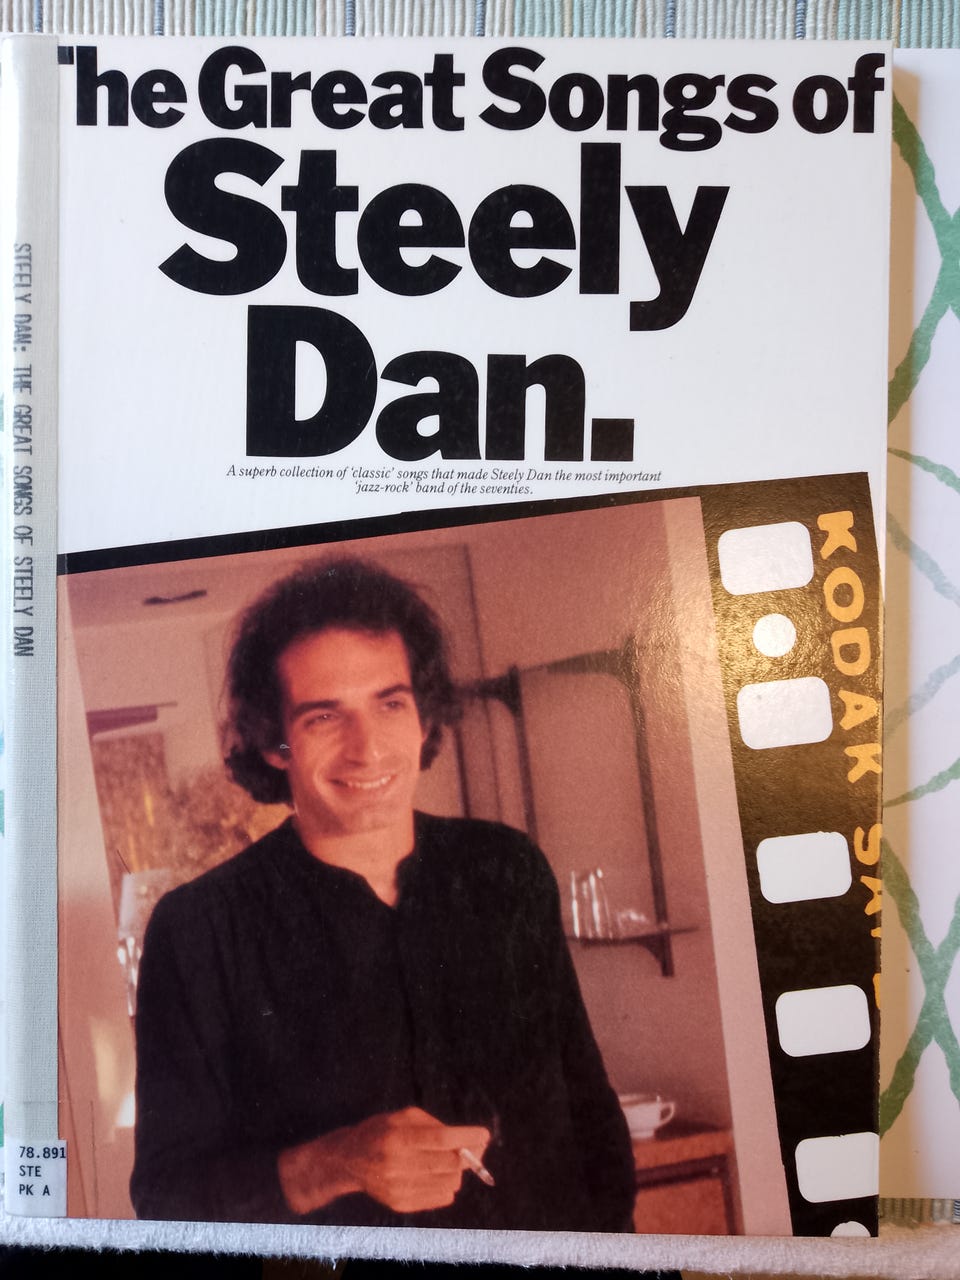 The Great Songs of
Steely
Dan.
A superb collection of 'classic' songs that made Steely Dan the most important
'jazz-rock' band of the seventies.
KODAK SA
STEELY DAN: THE GREAT SONGS OF STEELY DAN
78.891
STE
PK A